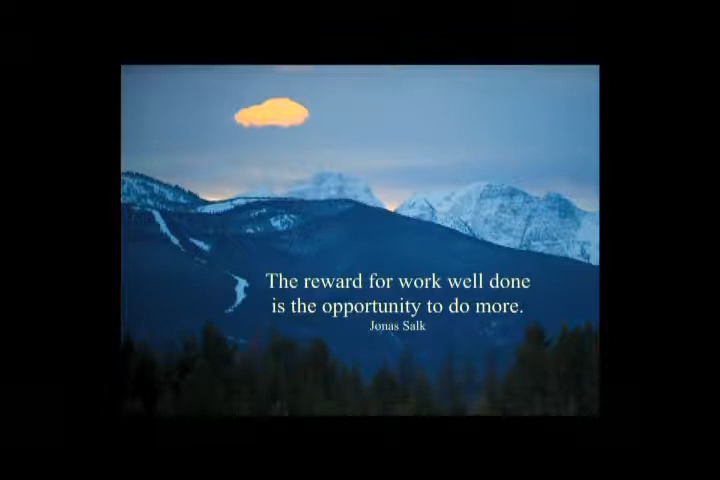 The reward for work well done
is the opportunity to do more.
Jonas Salk